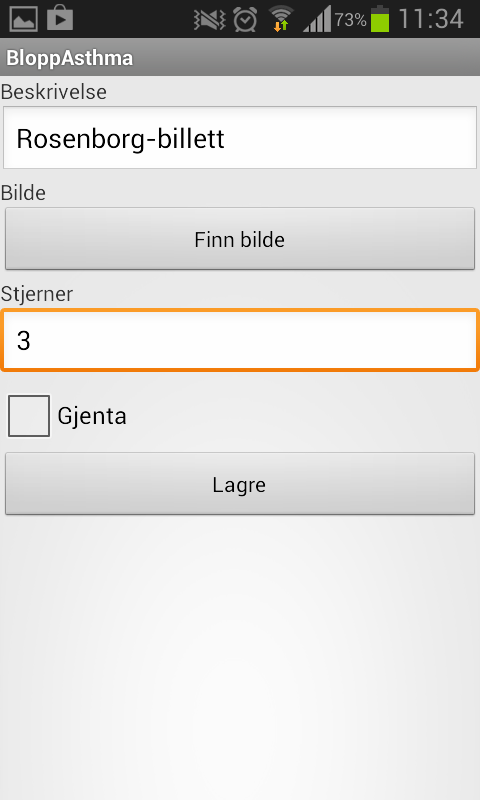 73% 11:34
BloppAsthma
Beskrivelse
Rosenborg-billett
Bilde
Finn bilde
Stjerner
3
Gjenta
Lagre